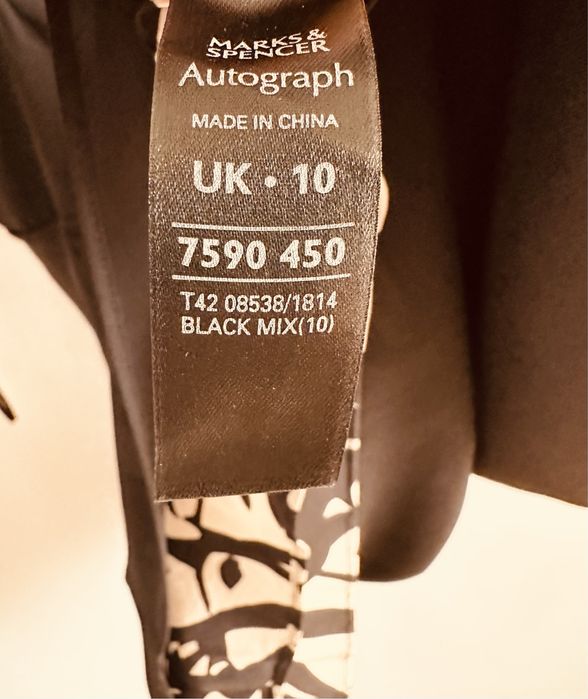 MARKS &
SPENCER
Autograph
MADE IN CHINA
UK • 10
7590 450
T42 08538/1814
BLACK MIX(10)